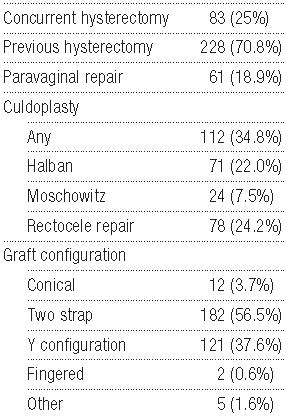 Concurrent hysterectomy 83 (25%)
Previous hysterectomy 228 (70.8%)
Paravaginal repair 61 (18.9%)
Culdoplasty
Any 112 (34.8%)
Halban 71 (22.0%)
Moschowitz 24 (7.5%)
Rectocele repair 78 (24.2%)
Graft configuration
Conical 12 (3.7%)
Two strap 182 (56.5%)
Y configuration 121 (37.6%)
Fingered 2 (0.6%)
Other 5 (1.6%)